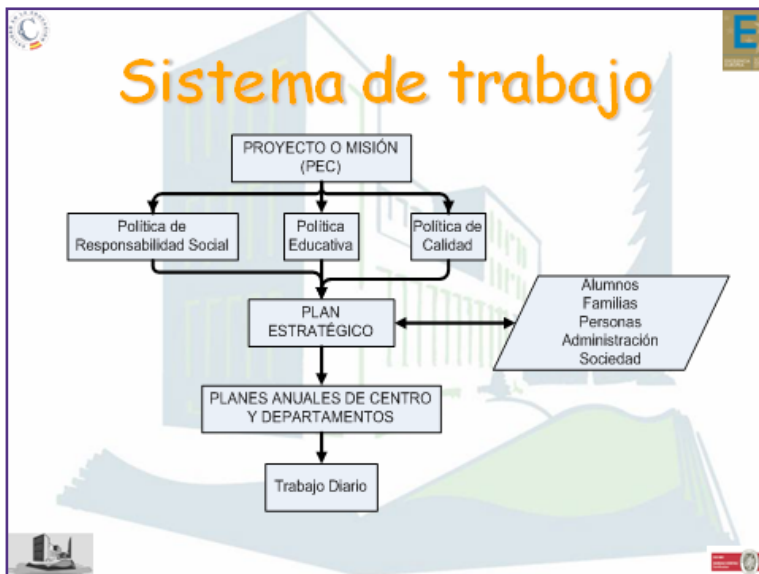 Sistema de trabajo
PROYECTO O MISIÓN
(PEC)
Política de
Responsabilidad Social
Política
Educativa
Política de
Calidad
PLAN
ESTRATÉGICO
Alumnos
Familias
Personas
Administración
Sociedad
PLANES ANUALES DE CENTRO
Y DEPARTAMENTOS
Trabajo Diario